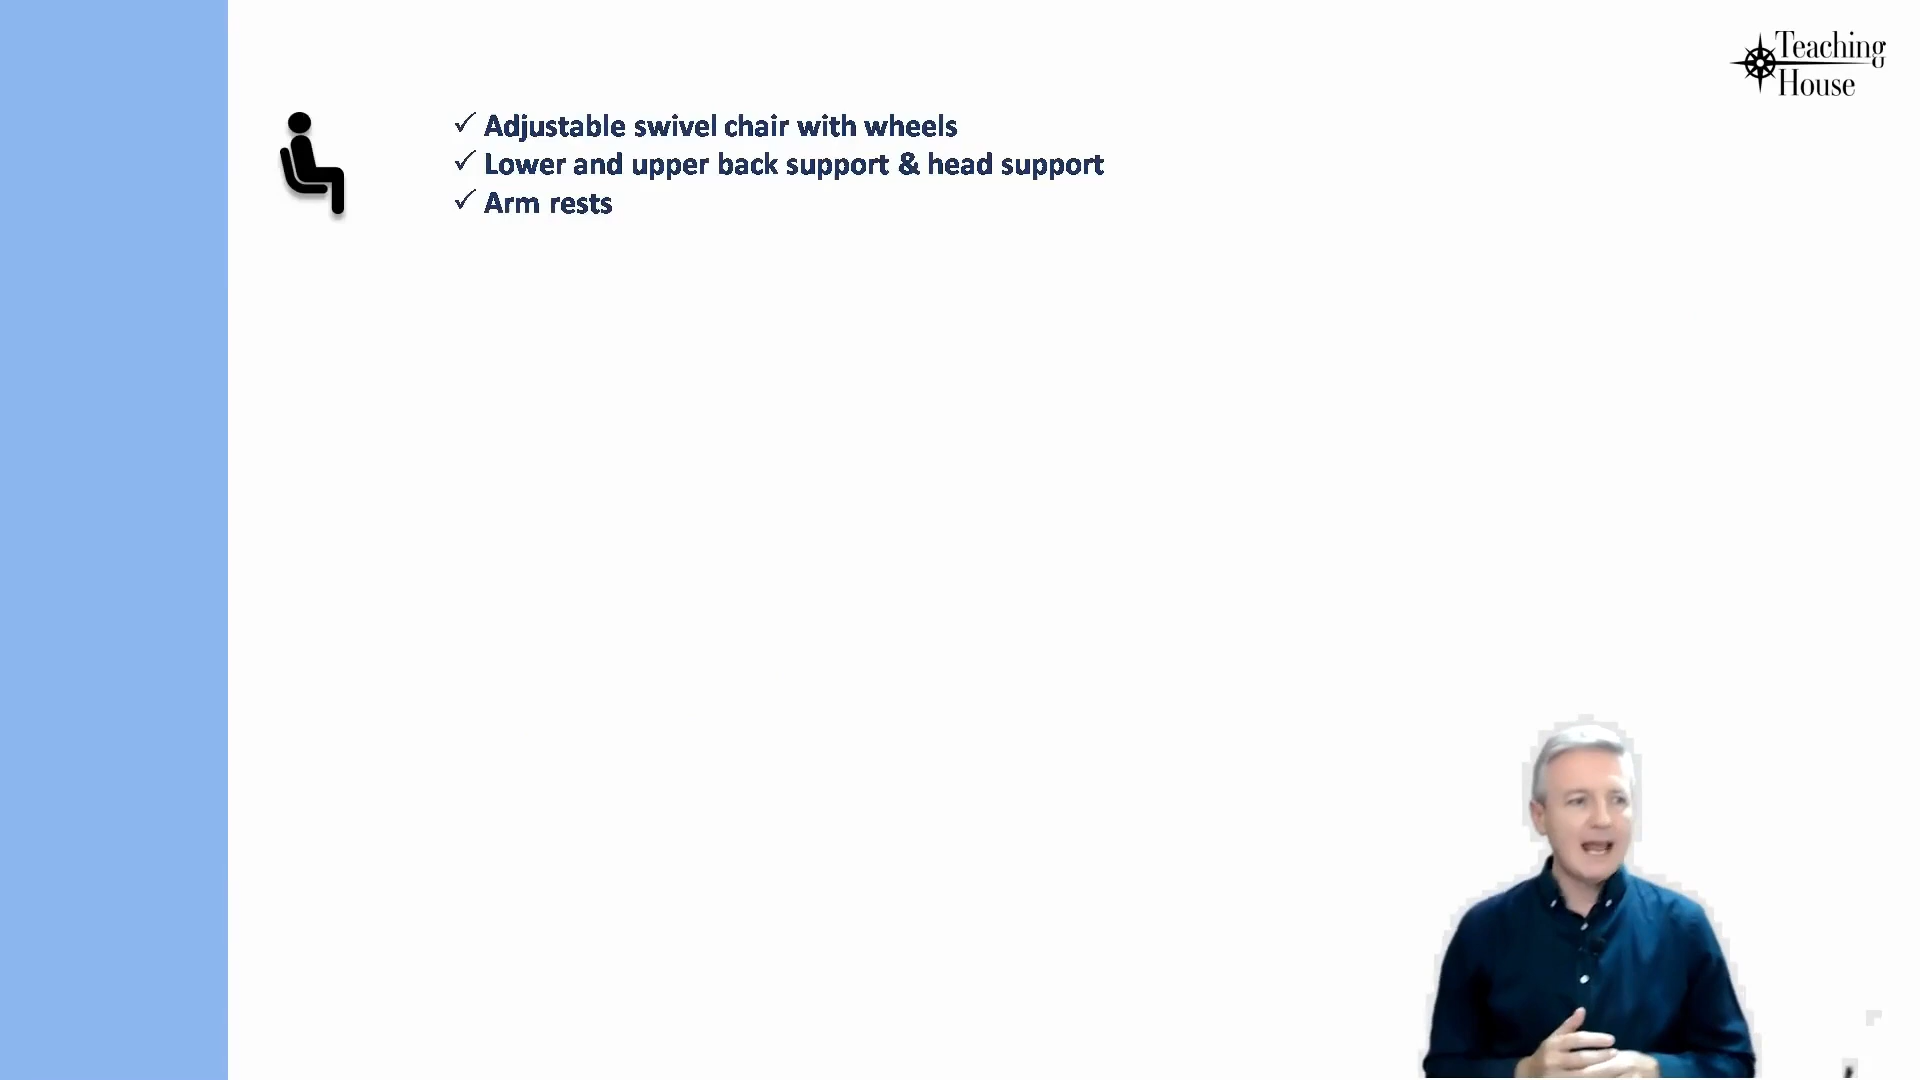 Teaching
House
✓ Adjustable swivel chair with wheels
✓ Lower and upper back support & head support
✓ Arm rests